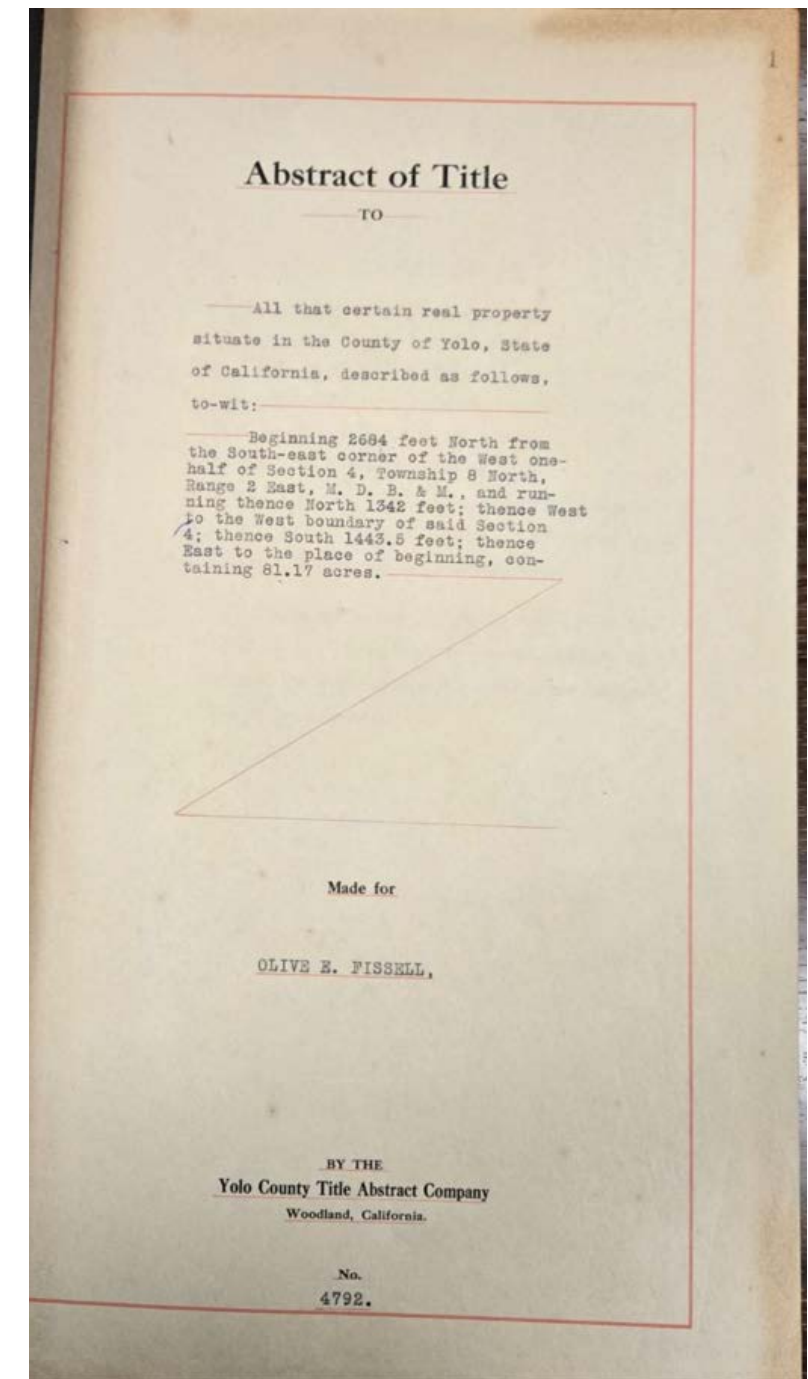 1
Abstract of Title
TO
All that certain real property
situate in the County of Yolo, State
of California, described as follows,
to-wit:
Beginning 2684 feet North from
the South-east corner of the West one-
half of Section 4, Township 8 North,
Range 2 East, M. D. B. & M., and run-
ning thence North 1342 feet; thence West
to the West boundary of said Section
4; thence South 1443.5 feet; thence
East to the place of beginning, con-
taining 81.17 acres.
Made for
OLIVE E. FISSELL,
BY THE
Yolo County Title Abstract Company
Woodland, California.
No.
4792.